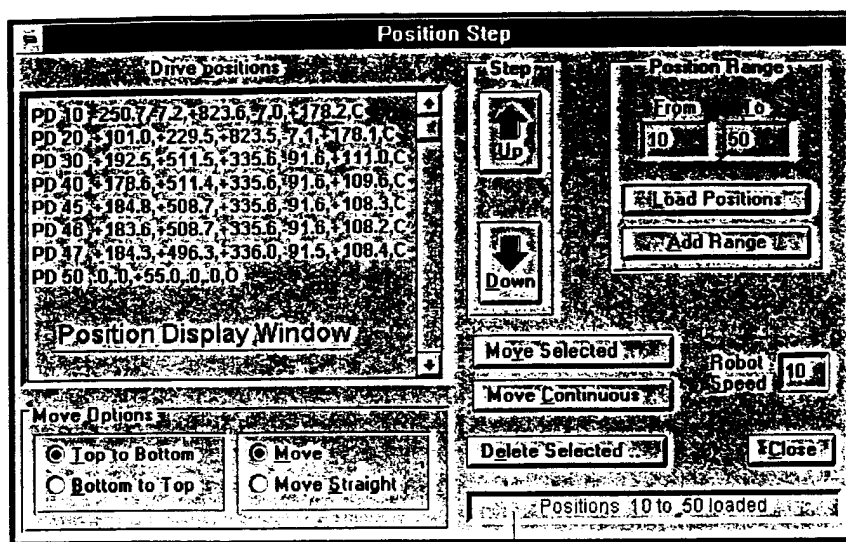 Position Step
Drive positions
PD 10,+250.7,-7.2,+823.6,-7.0,+178.2,C
PD 20,-101.0,+229.5,+823.5,-7.1,+178.1,C
PD 30,+192.5,+511.5,+335.6,-91.6,+111.0,C
PD 40,+178.6,+511.4,+335.6,-91.6,+109.6,C
PD 45,+184.8,+508.7,+335.6,-91.6,+108.3,C
PD 46,+183.6,+508.7,+335.6,-91.6,+108.2,C
PD 47,+184.3,+496.3,+336.0,-91.5,+108.4,C
PD 50,.0,.0,+55.0,.0,.0,O
Position Display Window
Step
Up
Down
Position Range
From To
10 50
Load Positions
Add Range
Move Selected
Move Continuous
Robot
Speed
10
Delete Selected
Close
Move Options
Top to Bottom
Bottom to Top
Move
Move Straight
Positions 10 to 50 loaded